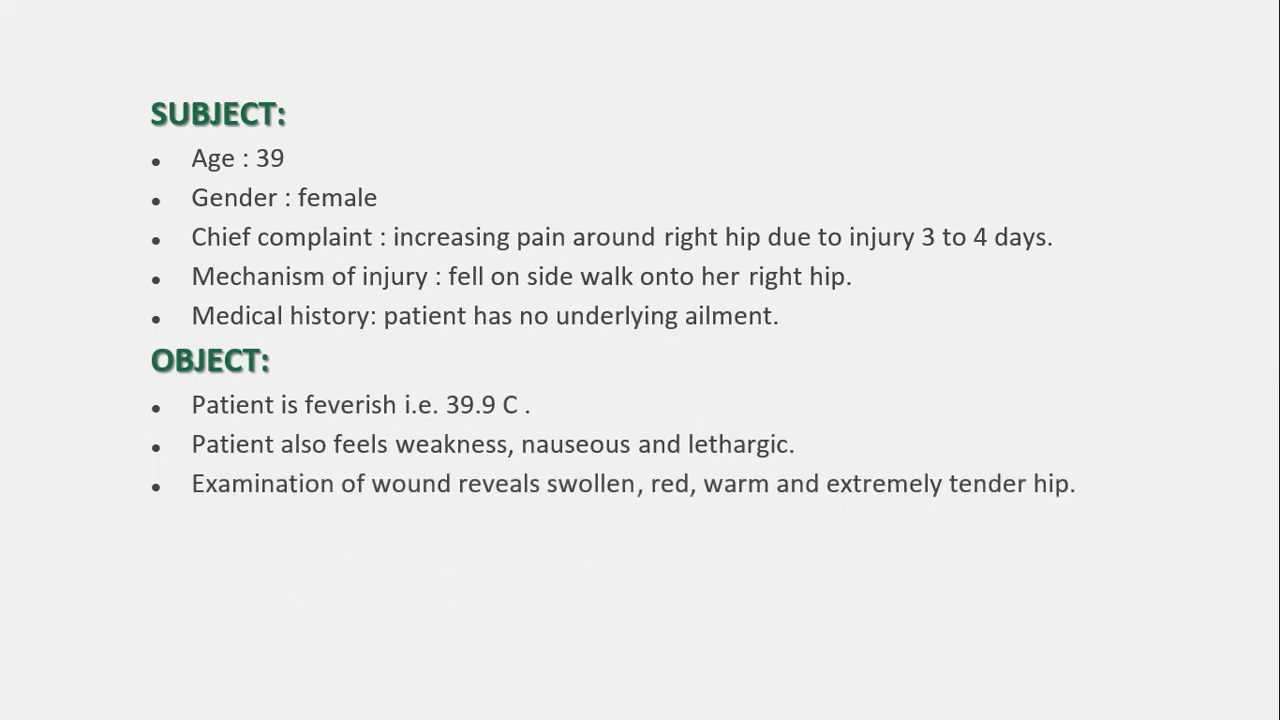 SUBJECT:
• Age : 39
• Gender : female
• Chief complaint : increasing pain around right hip due to injury 3 to 4 days.
• Mechanism of injury : fell on side walk onto her right hip.
• Medical history: patient has no underlying ailment.
OBJECT:
• Patient is feverish i.e. 39.9 C .
• Patient also feels weakness, nauseous and lethargic.
• Examination of wound reveals swollen, red, warm and extremely tender hip.